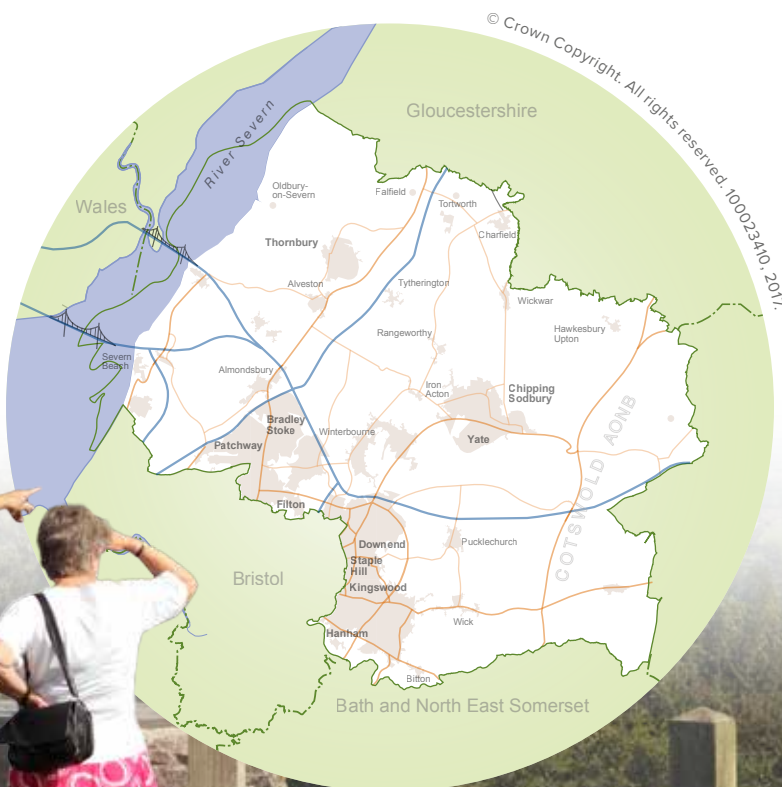 © Crown Copyright. All rights reserved. 100023410, 2017.
Gloucestershire
River Severn
Wales
Oldbury-
on-Severn
Falfield
Tortworth
Charfield
Thornbury
Alveston
Tytherington
Wickwar
Rangeworthy
Hawkesbury
Upton
Severn
Beach
Almondsbury
Iron
Acton
Chipping
Sodbury
Bradley
Stoke
Patchway
Winterbourne
Yate
COTSWOLD AONB
Filton
Downend
Pucklechurch
Staple
Hill
Kingswood
Bristol
Wick
Hanham
Bitton
Bath and North East Somerset